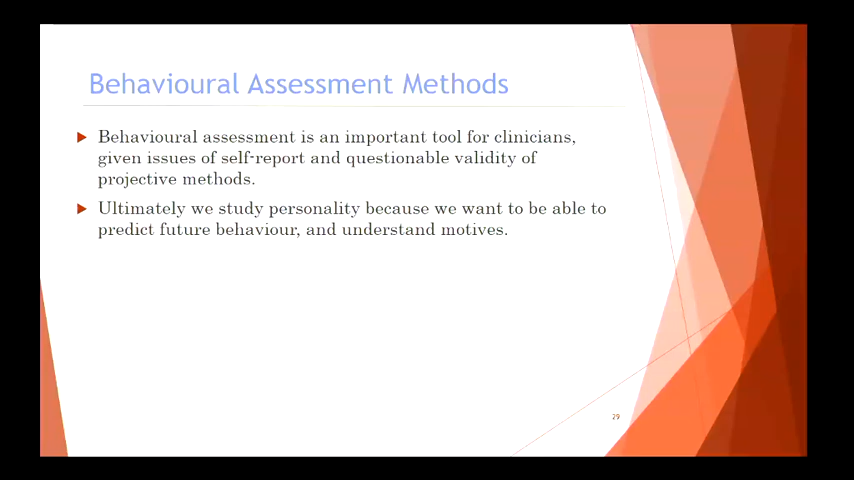 Behavioural Assessment Methods
Behavioural assessment is an important tool for clinicians,
given issues of self-report and questionable validity of
projective methods.
Ultimately we study personality because we want to be able to
predict future behaviour, and understand motives.
29